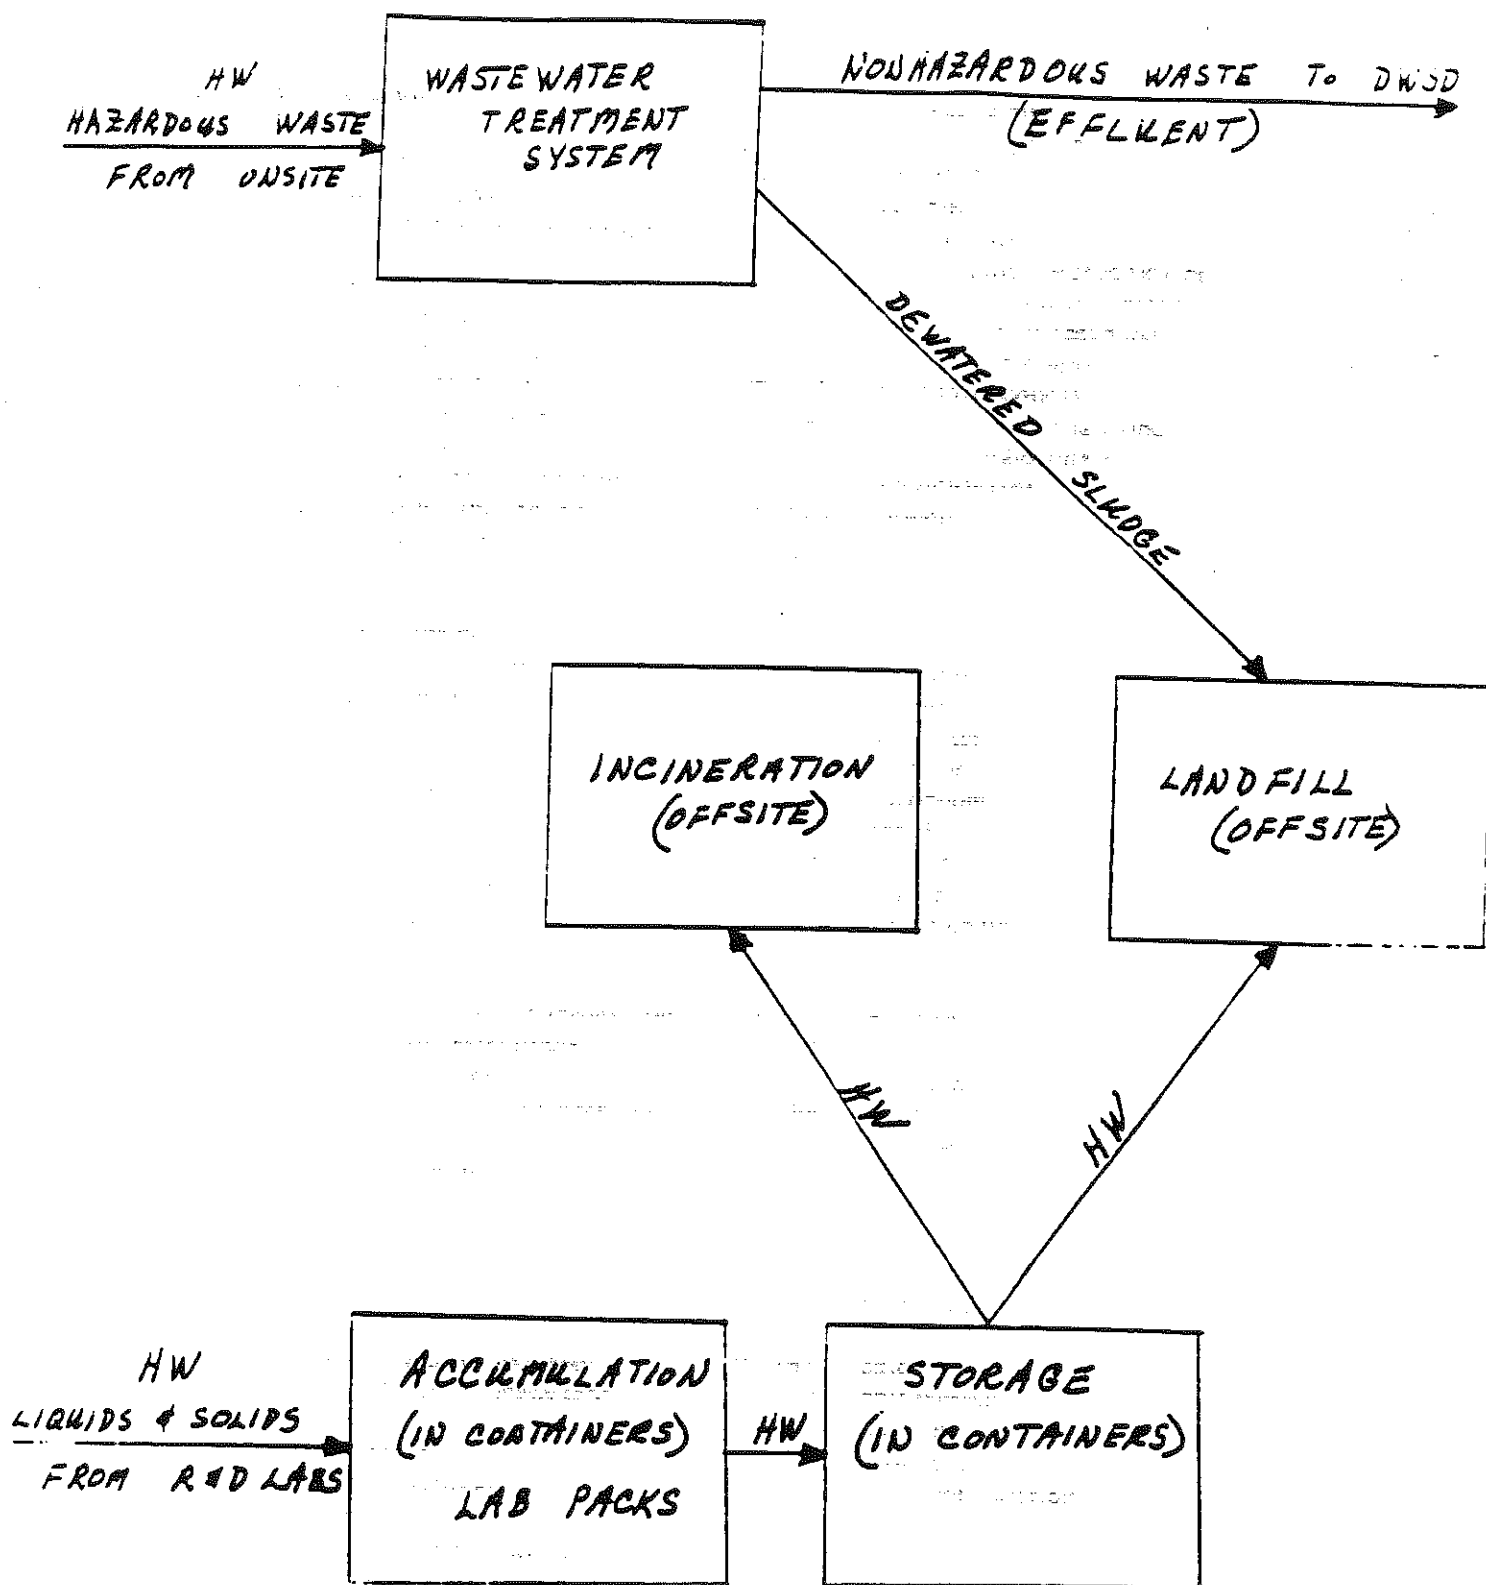 HW
HAZARDOUS WASTE
FROM ONSITE
WASTEWATER
TREATMENT
SYSTEM
NONHAZARDOUS WASTE TO DWSD
(EFFLUENT)
DEWATERED SLUDGE
INCINERATION
(OFFSITE)
LANDFILL
(OFFSITE)
HW
HW
HW
LIQUIDS & SOLIDS
FROM R&D LABS
ACCUMULATION
(IN CONTAINERS)
LAB PACKS
HW
STORAGE
(IN CONTAINERS)